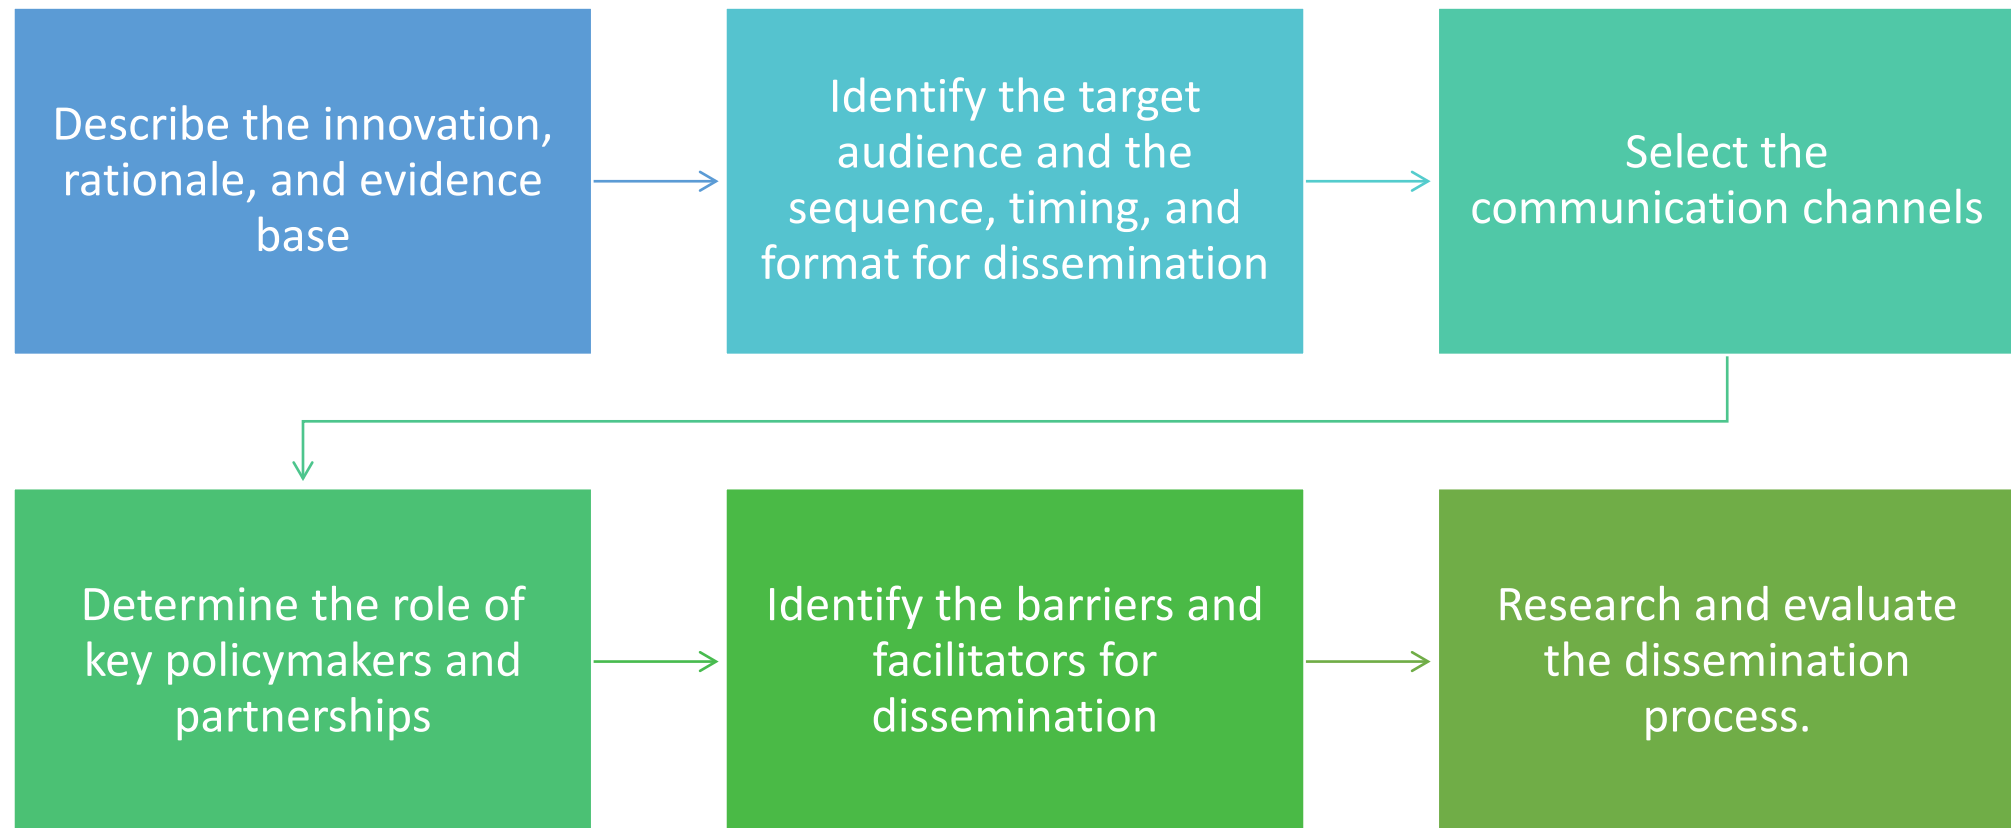 Describe the innovation,
rationale, and evidence
base
Identify the target
audience and the
sequence, timing, and
format for dissemination
Select the
communication channels
Determine the role of
key policymakers and
partnerships
Identify the barriers and
facilitators for
dissemination
Research and evaluate
the dissemination
process.